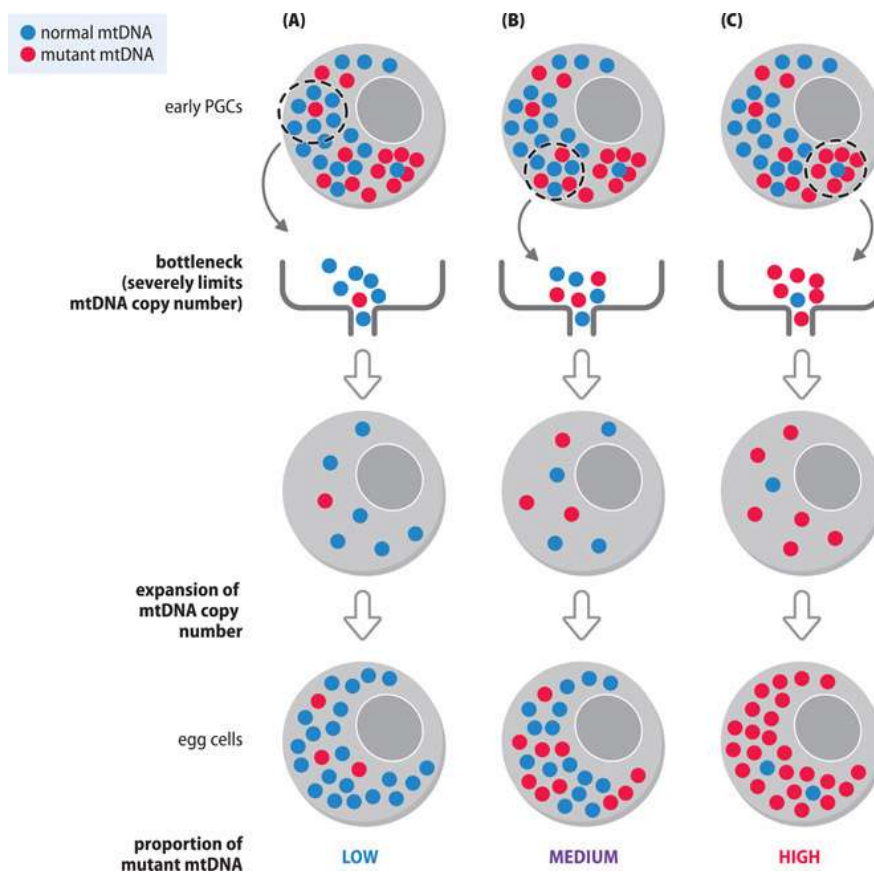 normal mtDNA
mutant mtDNA
(A)
(B)
(C)
early PGCs
bottleneck
(severely limits
mtDNA copy number)
expansion of
mtDNA copy
number
egg cells
proportion of
mutant mtDNA
LOW
MEDIUM
HIGH